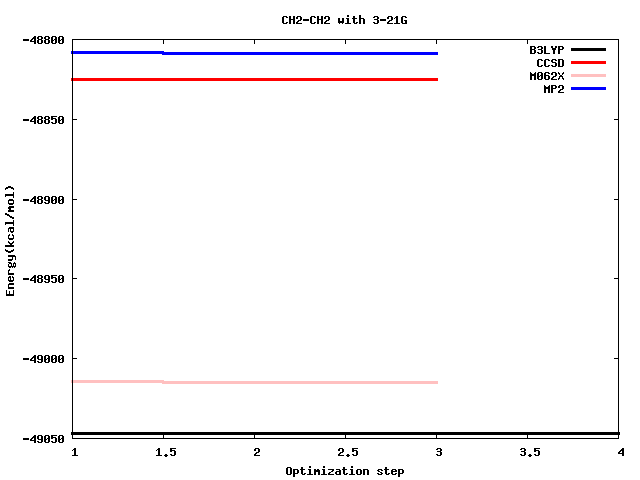 CH2-CH2 with 3-21G
Energy(kcal/mol)
-48800
-48850
-48900
-48950
-49000
-49050
B3LYP
CCSD
M062X
MP2
1 1.5 2 2.5 3 3.5 4
Optimization step